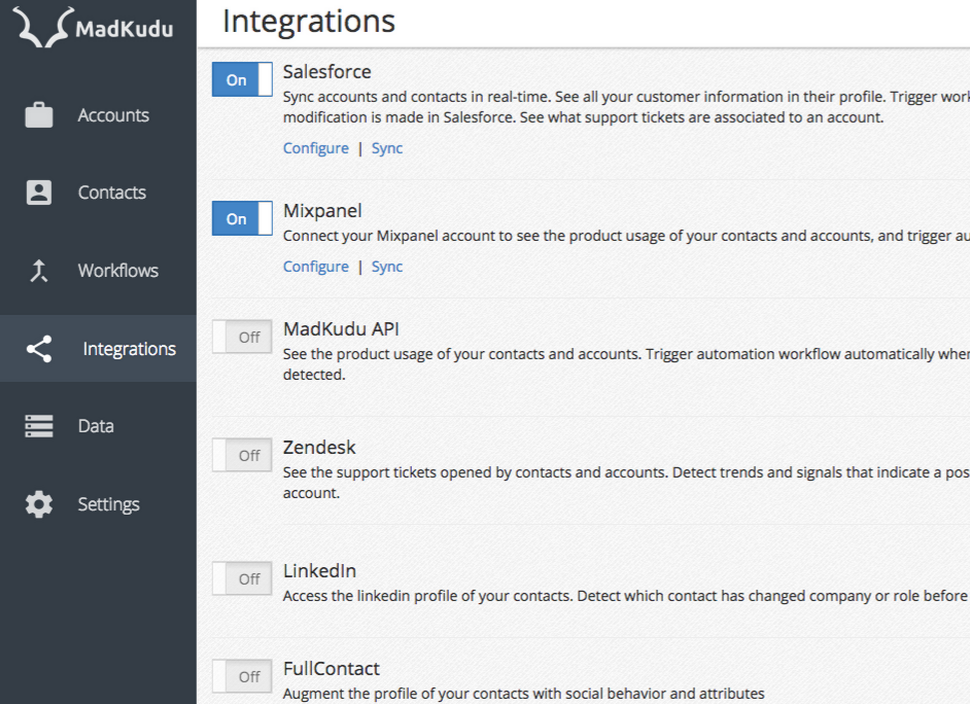 MadKudu
Accounts
Contacts
Workflows
Integrations
Data
Settings
Integrations
On
Salesforce
Sync accounts and contacts in real-time. See all your customer information in their profile. Trigger
modification is made in Salesforce. See what support tickets are associated to an account.
Configure | Sync
On
Mixpanel
Connect your Mixpanel account to see the product usage of your contacts and accounts, and trigger
Configure | Sync
Off
MadKudu API
See the product usage of your contacts and accounts. Trigger automation workflow automatically
detected.
Off
Zendesk
See the support tickets opened by contacts and accounts. Detect trends and signals that indicate a
account.
Off
LinkedIn
Access the linkedin profile of your contacts. Detect which contact has changed company or role before
Off
FullContact
Augment the profile of your contacts with social behavior and attributes